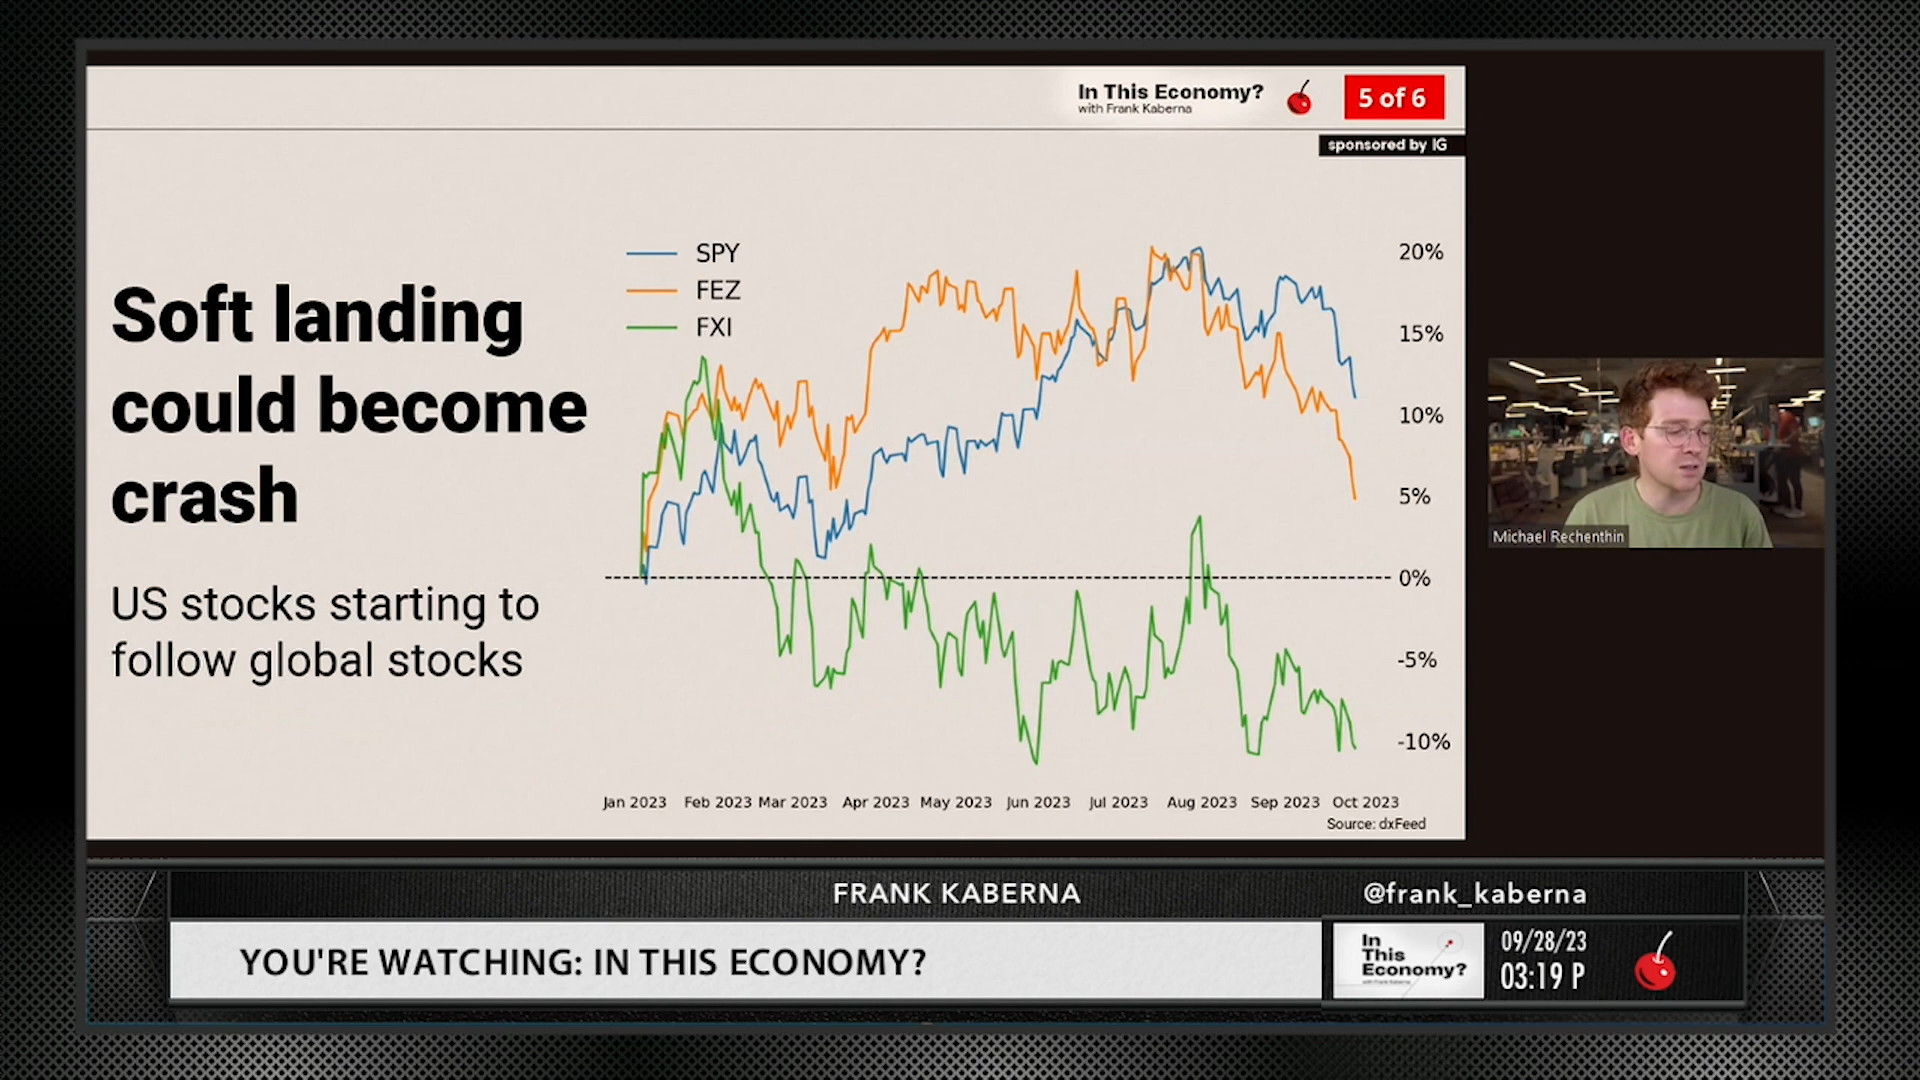 In This Economy?
with Frank Kaberna
5 of 6
sponsored by IG
Soft landing
could become
crash
US stocks starting to
follow global stocks
SPY
FEZ
FXI
20%
15%
10%
5%
0%
-5%
-10%
Jan 2023 Feb 2023 Mar 2023 Apr 2023 May 2023 Jun 2023 Jul 2023 Aug 2023 Sep 2023 Oct 2023
Source: dxFeed
Michael Rechenthin
FRANK KABERNA
@frank_kaberna
YOU'RE WATCHING: IN THIS ECONOMY?
In
This
Economy?
with Frank Kaberna
09/28/23
03:19 P